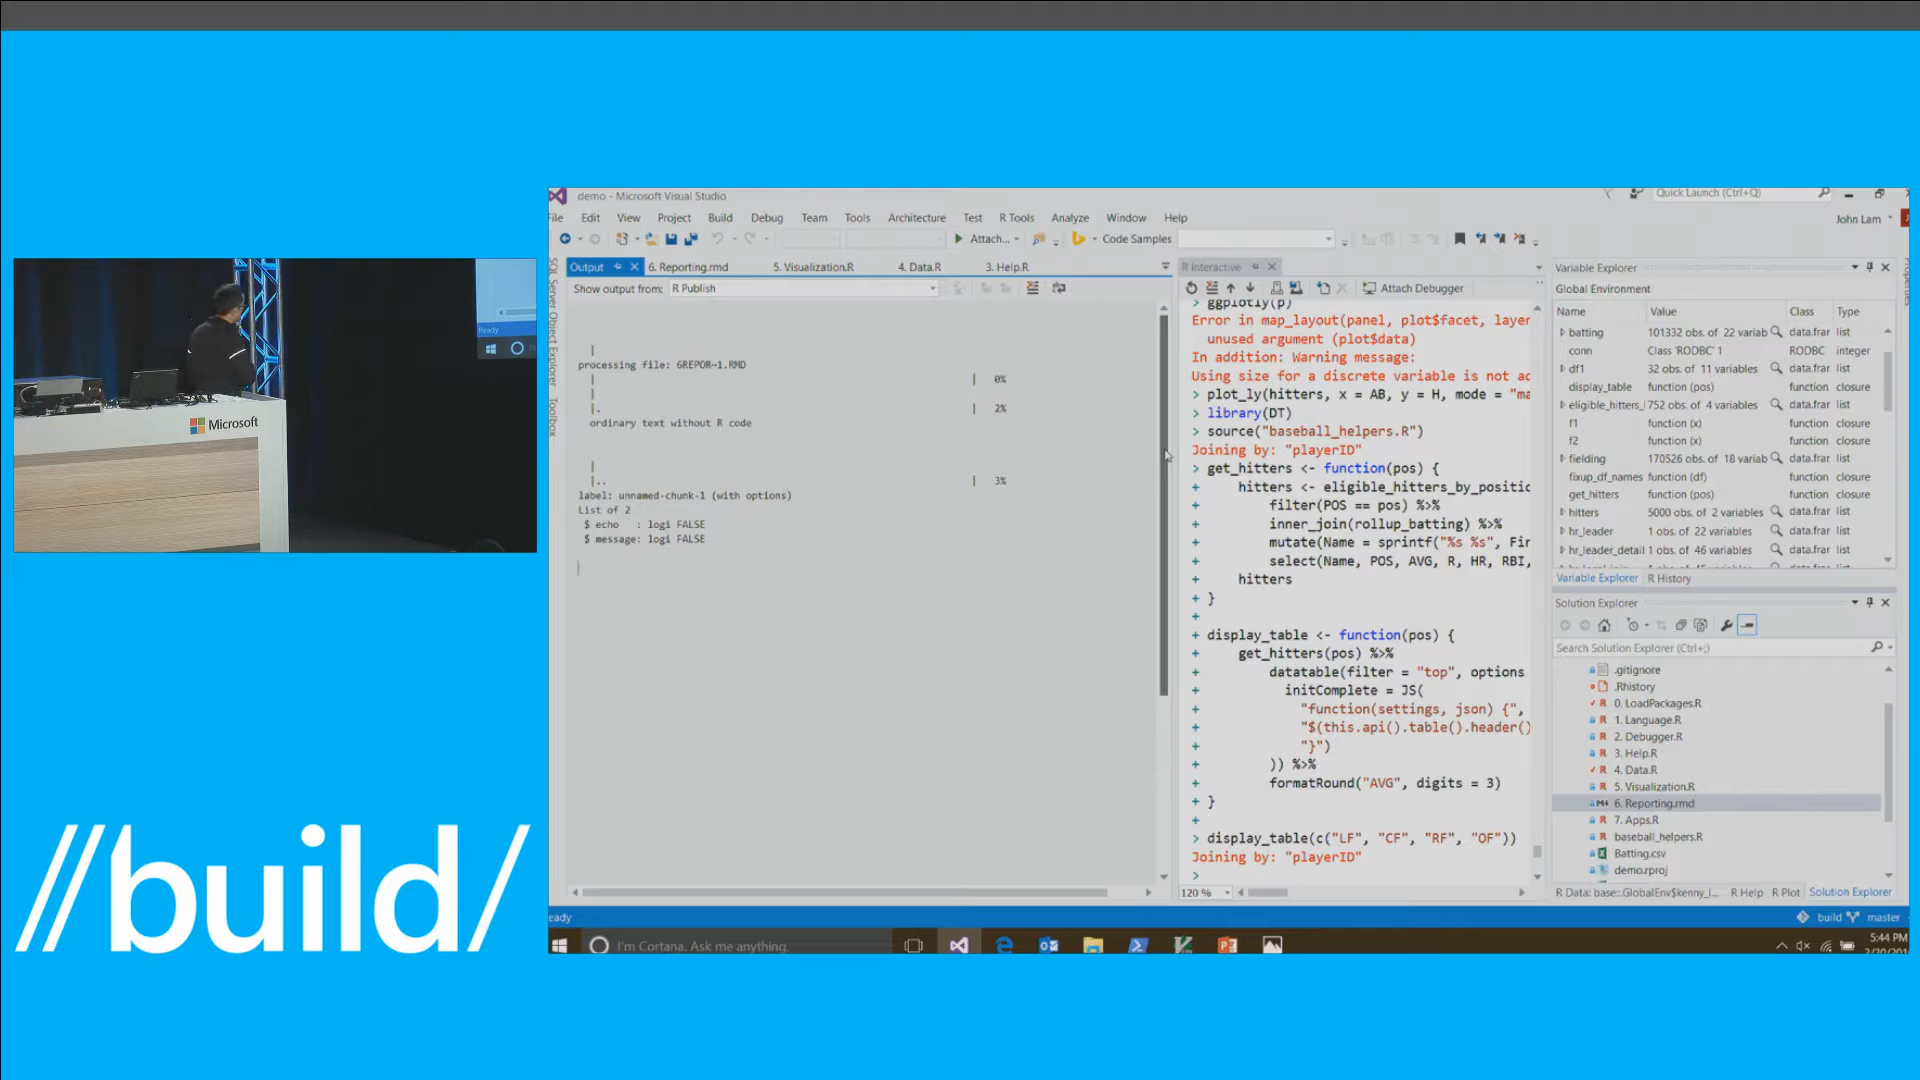 demo - Microsoft Visual Studio
Quick Launch (Ctrl+Q)
File Edit View Project Build Debug Team Tools Architecture Test R Tools Analyze Window Help
John Lam
Attach...
Code Samples
SQL Server Object Explorer
Toolbox
Output
6. Reporting.rmd
5. Visualization.R
4. Data.R
3. Help.R
Show output from: R Publish
|
processing file: 6REPOR~1.RMD
| | 0%
|
|. | 2%
ordinary text without R code
|
|.. | 3%
label: unnamed-chunk-1 (with options)
List of 2
$ echo : logi FALSE
$ message: logi FALSE
R Interactive
Attach Debugger
> ggplotly(p)
Error in map_layout(panel, plot$facet, layer
unused argument (plot$data)
In addition: Warning message:
Using size for a discrete variable is not ad
> plot_ly(hitters, x = AB, y = H, mode = "ma
> library(DT)
> source("baseball_helpers.R")
Joining by: "playerID"
> get_hitters <- function(pos) {
+ hitters <- eligible_hitters_by_positio
+ filter(POS == pos) %>%
+ inner_join(rollup_batting) %>%
+ mutate(Name = sprintf("%s %s", Fir
+ select(Name, POS, AVG, R, HR, RBI,
+ hitters
+ }
+
+ display_table <- function(pos) {
+ get_hitters(pos) %>%
+ datatable(filter = "top", options
+ initComplete = JS(
+ "function(settings, json) {",
+ "$(this.api().table().header()
+ "}")
+ )) %>%
+ formatRound("AVG", digits = 3)
+ }
+
> display_table(c("LF", "CF", "RF", "OF"))
Joining by: "playerID"
>
120 %
Variable Explorer
Global Environment
Name Value Class Type
batting 101332 obs. of 22 variab data.frar list
conn Class 'RODBC' 1 RODBC integer
df1 32 obs. of 11 variables data.frar list
display_table function (pos) function closure
eligible_hitters_ 752 obs. of 4 variables data.frar list
f1 function (x) function closure
f2 function (x) function closure
fielding 170526 obs. of 18 variab data.frar list
fixup_df_names function (df) function closure
get_hitters function (pos) function closure
hitters 5000 obs. of 2 variables data.frar list
hr_leader 1 obs. of 22 variables data.frar list
hr_leader_detail 1 obs. of 46 variables data.frar list
Variable Explorer R History
Solution Explorer
Search Solution Explorer (Ctrl+;)
.gitignore
.Rhistory
0. LoadPackages.R
1. Language.R
2. Debugger.R
3. Help.R
4. Data.R
5. Visualization.R
6. Reporting.rmd
7. Apps.R
baseball_helpers.R
Batting.csv
demo.rproj
R Data: base::.GlobalEnv$kenny_l... R Help R Plot Solution Explorer
eady
build master
I'm Cortana. Ask me anything.
5:44 PM
Ready
Microsoft
//build/